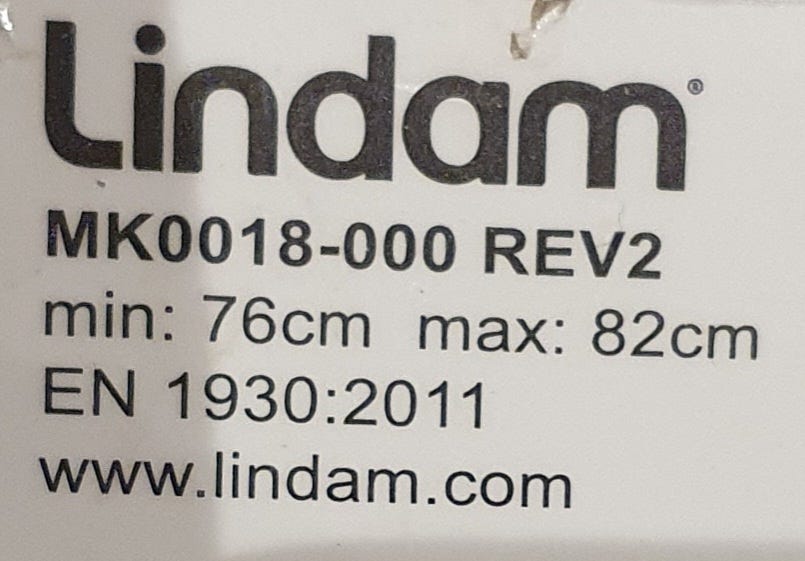 Lindam®
MK0018-000 REV2
min: 76cm max: 82cm
EN 1930:2011
www.lindam.com